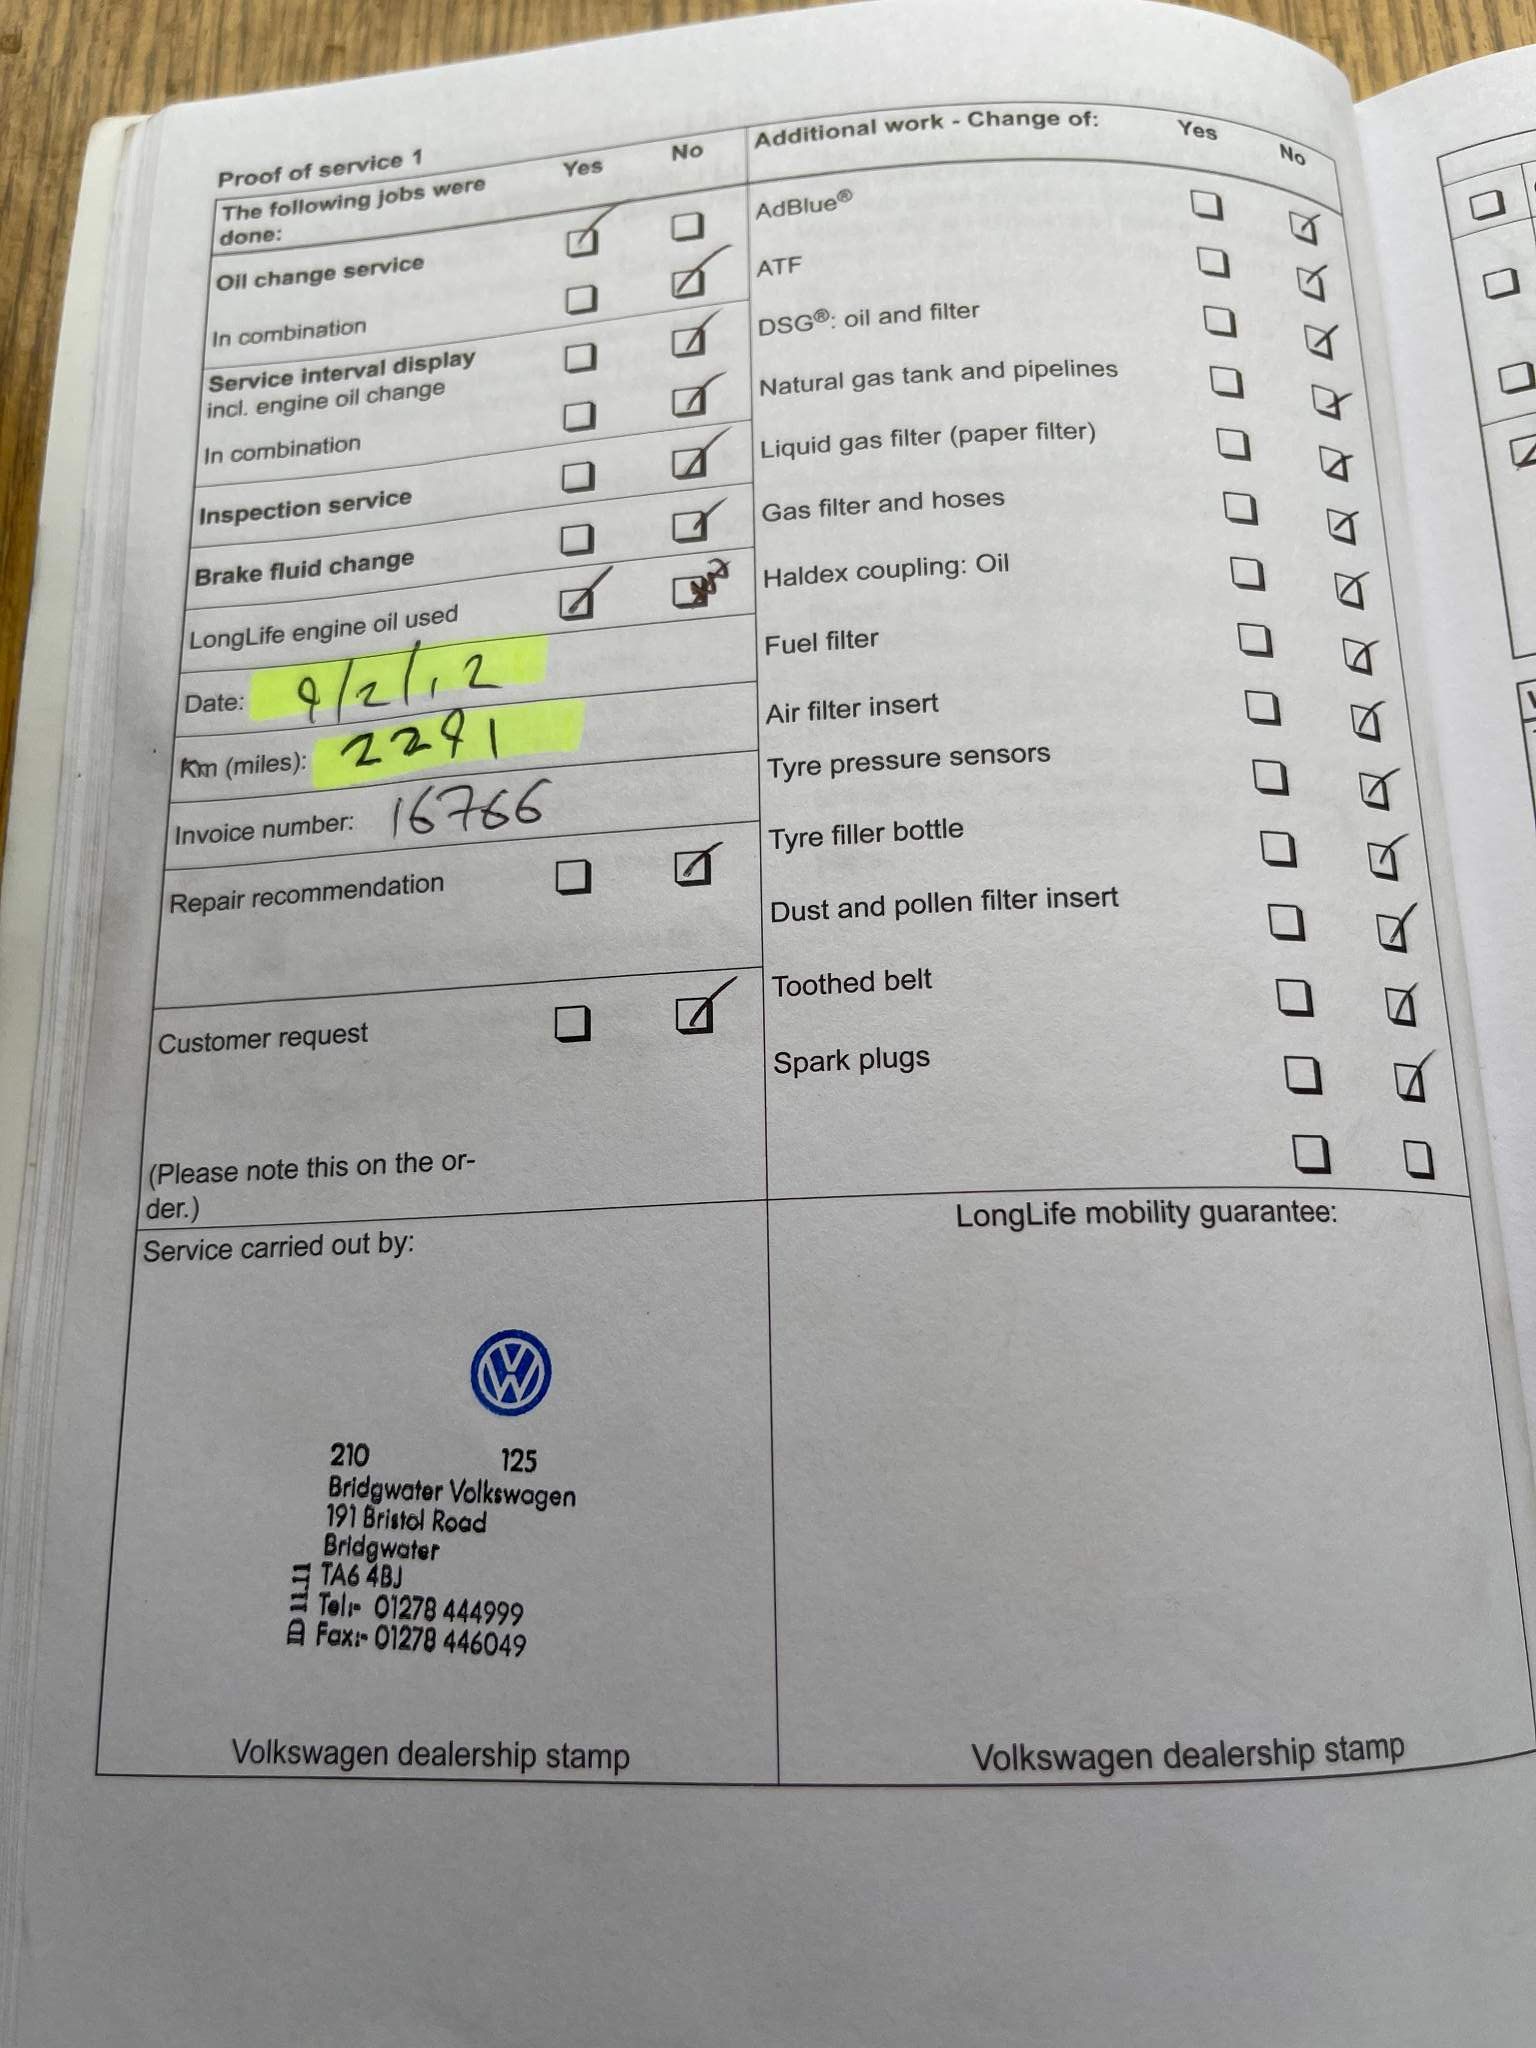 Proof of service 1
The following jobs were
done:
Yes
No
Oil change service
In combination
Service interval display
incl. engine oil change
In combination
Inspection service
Brake fluid change
LongLife engine oil used
Date: 9/2/12
Km (miles): 2291
Invoice number: 16766
Repair recommendation
Customer request
(Please note this on the or-
der.)
Additional work - Change of:
Yes
No
AdBlue®
ATF
DSG®: oil and filter
Natural gas tank and pipelines
Liquid gas filter (paper filter)
Gas filter and hoses
Haldex coupling: Oil
Fuel filter
Air filter insert
Tyre pressure sensors
Tyre filler bottle
Dust and pollen filter insert
Toothed belt
Spark plugs
Service carried out by:
210 125
Bridgwater Volkswagen
191 Bristol Road
Bridgwater
TA6 4BJ
Tel:- 01278 444999
Fax:- 01278 446049
Volkswagen dealership stamp
LongLife mobility guarantee:
Volkswagen dealership stamp